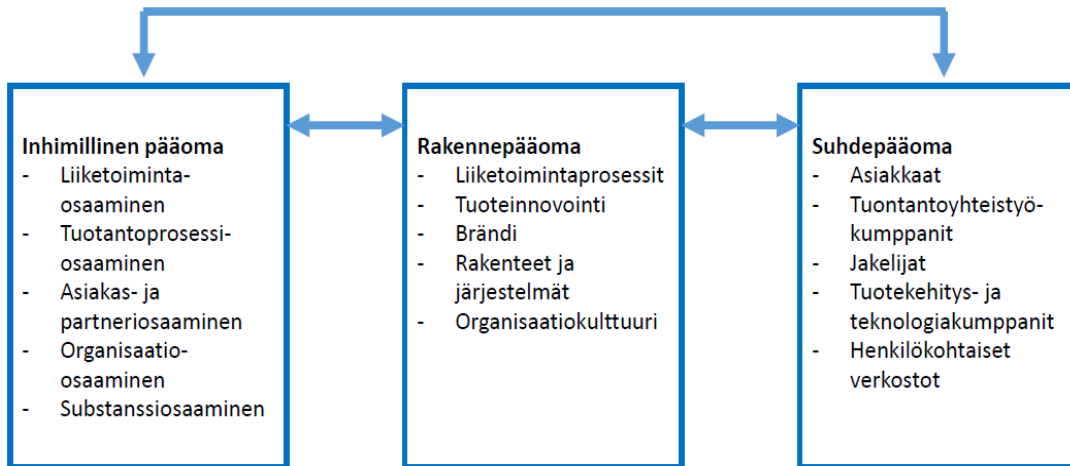 Inhimillinen pääoma
- Liiketoiminta-
osaaminen
- Tuotantoprosessi-
osaaminen
- Asiakas- ja
partneriosaaminen
- Organisaatio-
osaaminen
- Substanssiosaaminen
Rakennepääoma
- Liiketoimintaprosessit
- Tuoteinnovointi
- Brändi
- Rakenteet ja
järjestelmät
- Organisaatiokulttuuri
Suhdepääoma
- Asiakkaat
- Tuontantoyhteistyö-
kumppanit
- Jakelijat
- Tuotekehitys- ja
teknologiakumppanit
- Henkilökohtaiset
verkostot